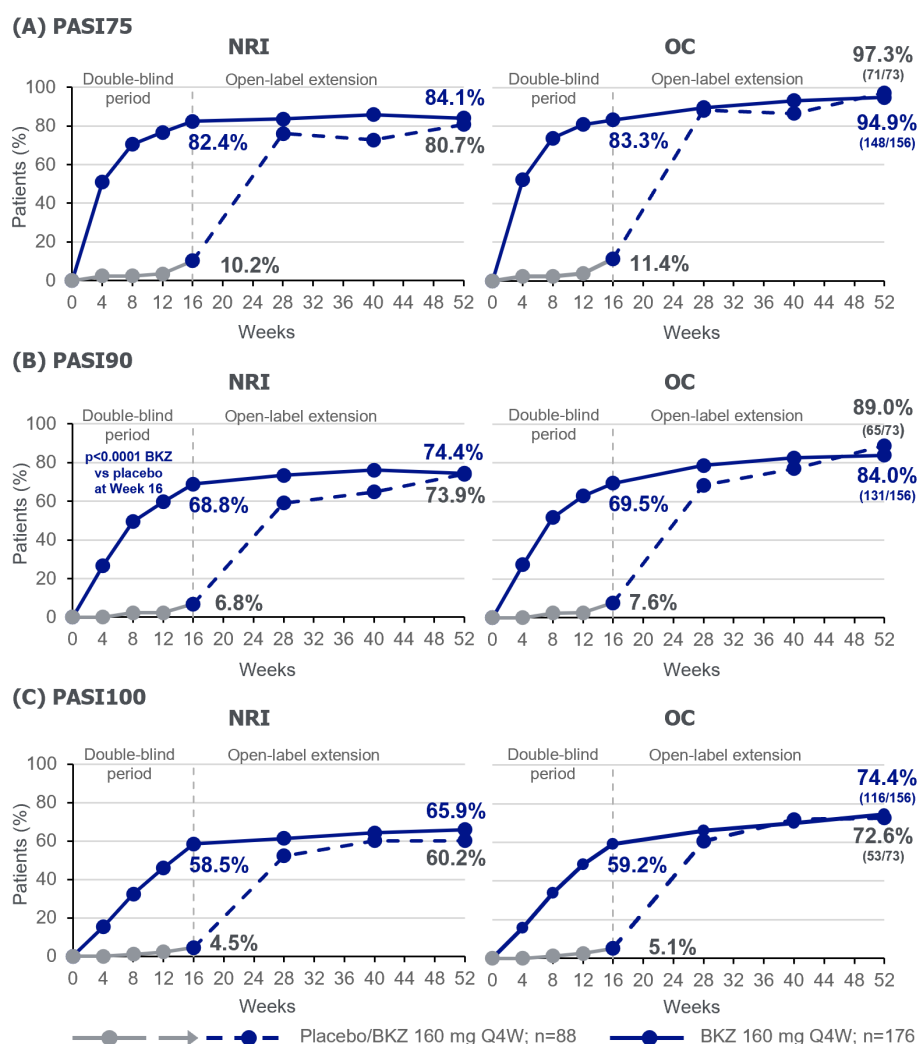 (A) PASI75
NRI
Double-blind period
Open-label extension
Patients (%)
100
80
60
40
20
0
84.1%
82.4%
80.7%
10.2%
0 4 8 12 16 20 24 28 32 36 40 44 48 52
Weeks
OC
97.3%
(71/73)
Double-blind period
Open-label extension
94.9%
(148/156)
83.3%
11.4%
0 4 8 12 16 20 24 28 32 36 40 44 48 52
Weeks
(B) PASI90
NRI
Double-blind period
Open-label extension
p<0.0001 BKZ
vs placebo
at Week 16
Patients (%)
100
80
60
40
20
0
74.4%
68.8%
73.9%
6.8%
0 4 8 12 16 20 24 28 32 36 40 44 48 52
Weeks
OC
89.0%
(65/73)
Double-blind period
Open-label extension
84.0%
(131/156)
69.5%
7.6%
0 4 8 12 16 20 24 28 32 36 40 44 48 52
Weeks
(C) PASI100
NRI
Double-blind period
Open-label extension
Patients (%)
100
80
60
40
20
0
65.9%
58.5%
60.2%
4.5%
0 4 8 12 16 20 24 28 32 36 40 44 48 52
Weeks
OC
Double-blind period
Open-label extension
74.4%
(116/156)
59.2%
72.6%
(53/73)
5.1%
0 4 8 12 16 20 24 28 32 36 40 44 48 52
Weeks
Placebo/BKZ 160 mg Q4W; n=88
BKZ 160 mg Q4W; n=176